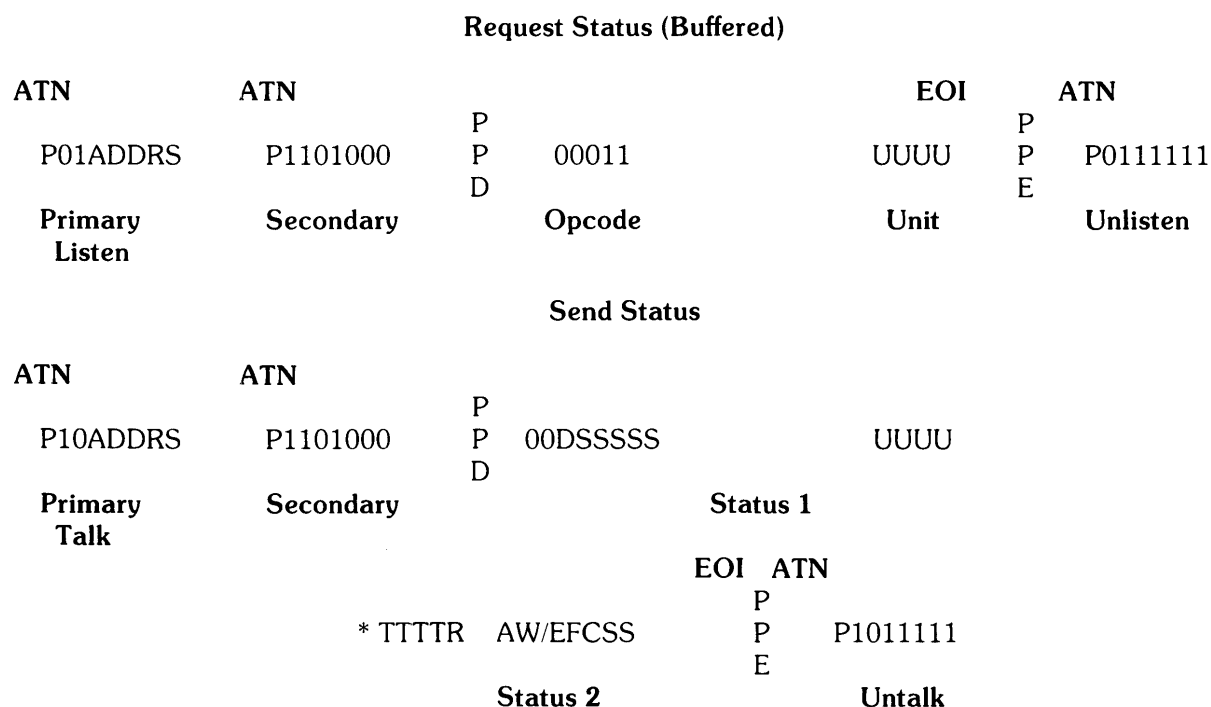 Request Status (Buffered)
ATN ATN EOI ATN
P P
P01ADDRS P1101000 P 00011 UUUU P P0111111
D E
Primary Secondary Opcode Unit Unlisten
Listen
Send Status
ATN ATN
P
P10ADDRS P1101000 P 00DSSSSS UUUU
D
Primary Secondary Status 1
Talk
EOI ATN
P
* TTTTR AW/EFCSS P P1011111
E
Status 2 Untalk